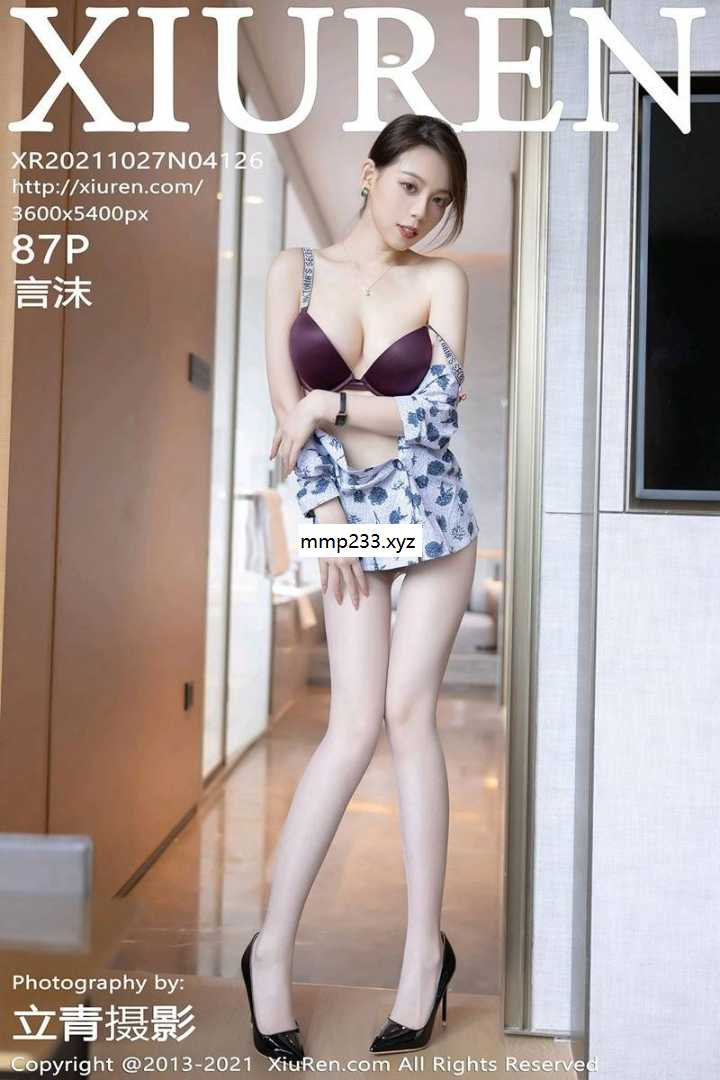 XIUREN
XR20211027N04126
http://xiuren.com/
3600x5400px
87P
言沫
mmp233.xyz
Photography by:
立青摄影
Copyright @2013-2021 XiuRen.com All Rights Reserved